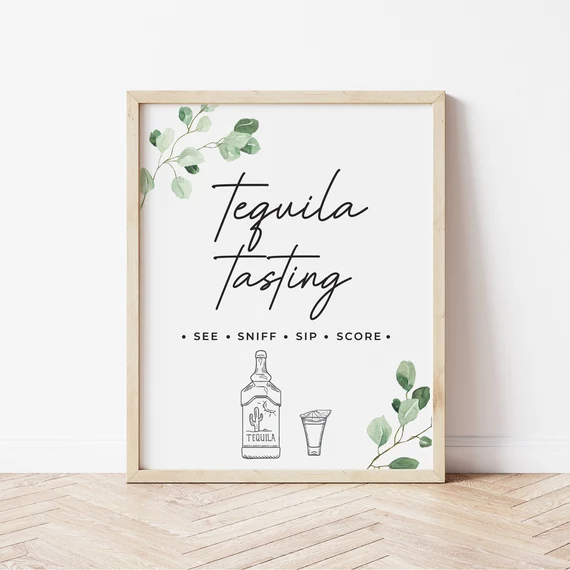 tequila
tasting
• SEE • SNIFF • SIP • SCORE •
TEQUILA